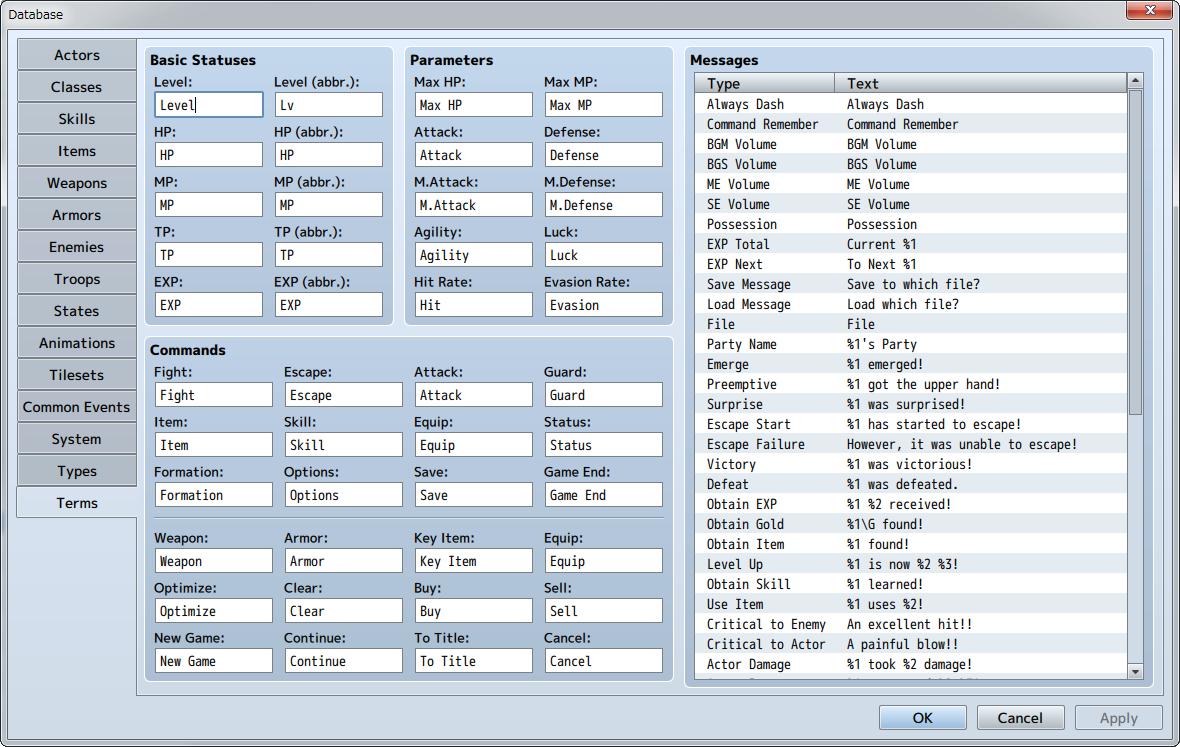 Database
Actors
Classes
Skills
Items
Weapons
Armors
Enemies
Troops
States
Animations
Tilesets
Common Events
System
Types
Terms
Basic Statuses
Level: Level (abbr.):
Level Lv
HP: HP (abbr.):
HP HP
MP: MP (abbr.):
MP MP
TP: TP (abbr.):
TP TP
EXP: EXP (abbr.):
EXP EXP
Parameters
Max HP: Max MP:
Max HP Max MP
Attack: Defense:
Attack Defense
M.Attack: M.Defense:
M.Attack M.Defense
Agility: Luck:
Agility Luck
Hit Rate: Evasion Rate:
Hit Evasion
Commands
Fight: Escape: Attack: Guard:
Fight Escape Attack Guard
Item: Skill: Equip: Status:
Item Skill Equip Status
Formation: Options: Save: Game End:
Formation Options Save Game End
Weapon: Armor: Key Item: Equip:
Weapon Armor Key Item Equip
Optimize: Clear: Buy: Sell:
Optimize Clear Buy Sell
New Game: Continue: To Title: Cancel:
New Game Continue To Title Cancel
Messages
Type Text
Always Dash Always Dash
Command Remember Command Remember
BGM Volume BGM Volume
BGS Volume BGS Volume
ME Volume ME Volume
SE Volume SE Volume
Possession Possession
EXP Total Current %1
EXP Next To Next %1
Save Message Save to which file?
Load Message Load which file?
File File
Party Name %1's Party
Emerge %1 emerged!
Preemptive %1 got the upper hand!
Surprise %1 was surprised!
Escape Start %1 has started to escape!
Escape Failure However, it was unable to escape!
Victory %1 was victorious!
Defeat %1 was defeated.
Obtain EXP %1 %2 received!
Obtain Gold %1\G found!
Obtain Item %1 found!
Level Up %1 is now %2 %3!
Obtain Skill %1 learned!
Use Item %1 uses %2!
Critical to Enemy An excellent hit!!
Critical to Actor A painful blow!!
Actor Damage %1 took %2 damage!
OK Cancel Apply